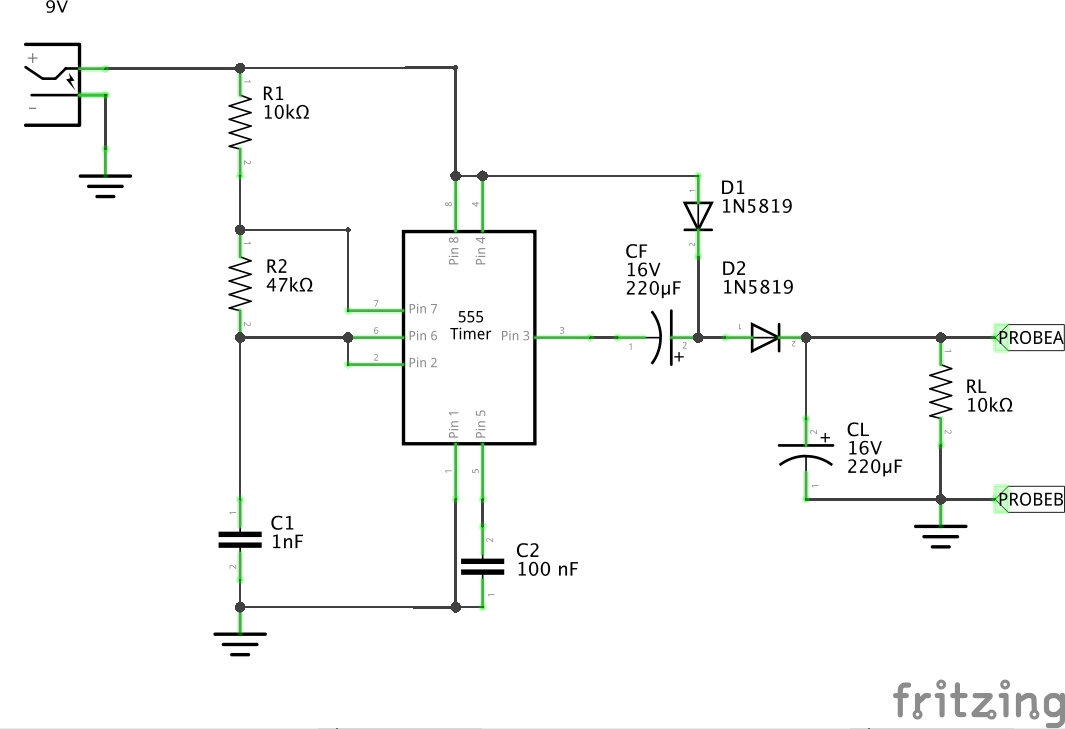 9V
+
-
R1
10kΩ
1
2
R2
47kΩ
1
2
8
4
Pin 8
Pin 4
7
Pin 7
6
Pin 6
2
Pin 2
555
Timer
Pin 3
3
Pin 1
Pin 5
1
5
C1
1nF
1
2
C2
100 nF
2
1
CF
16V
220µF
1
2
+
D1
1N5819
1
2
D2
1N5819
1
2
CL
16V
220µF
2
+
1
RL
10kΩ
1
2
PROBEA
PROBEB
fritzing